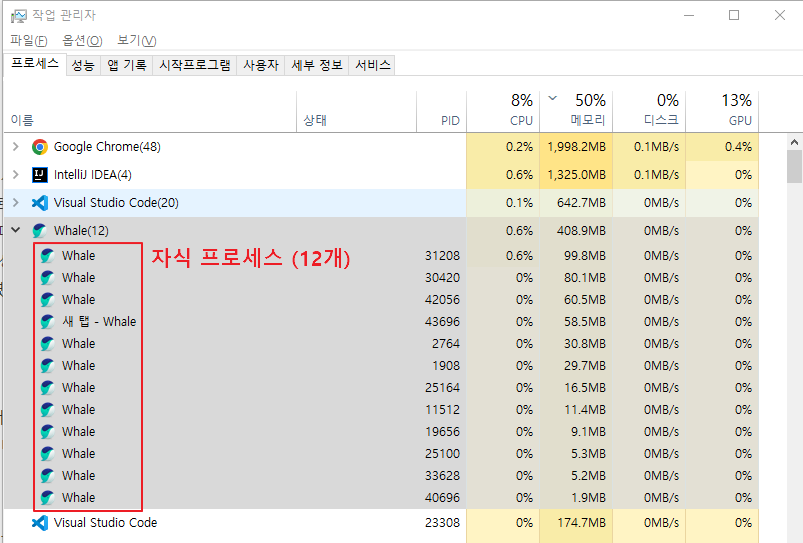 작업 관리자
파일(F) 옵션(O) 보기(V)
프로세스 성능 앱 기록 시작프로그램 사용자 세부 정보 서비스
8% 50% 0% 13%
이름 상태 PID CPU 메모리 디스크 GPU
Google Chrome(48) 0.2% 1,998.2MB 0.1MB/s 0.4%
IntelliJ IDEA(4) 0.6% 1,325.0MB 0.1MB/s 0%
Visual Studio Code(20) 0.1% 642.7MB 0MB/s 0%
Whale(12) 0.6% 408.9MB 0MB/s 0%
Whale 자식 프로세스 (12개) 31208 0.6% 99.8MB 0MB/s 0%
Whale 30420 0% 80.1MB 0MB/s 0%
Whale 42056 0% 60.5MB 0MB/s 0%
새 탭 - Whale 43696 0% 58.5MB 0MB/s 0%
Whale 2764 0% 30.8MB 0MB/s 0%
Whale 1908 0% 29.7MB 0MB/s 0%
Whale 25164 0% 16.5MB 0MB/s 0%
Whale 11512 0% 11.4MB 0MB/s 0%
Whale 19656 0% 9.1MB 0MB/s 0%
Whale 25100 0% 5.3MB 0MB/s 0%
Whale 33628 0% 5.2MB 0MB/s 0%
Whale 40696 0% 1.9MB 0MB/s 0%
Visual Studio Code 23308 0% 174.7MB 0MB/s 0%